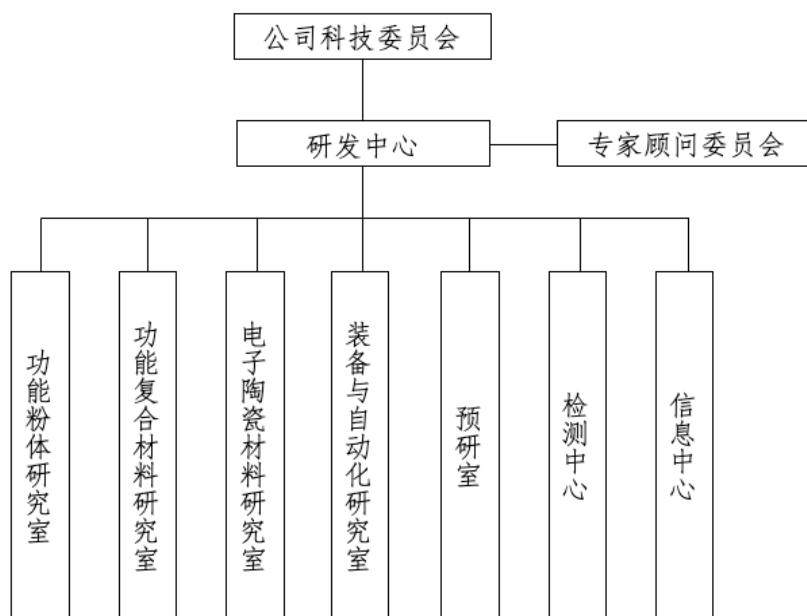 公司科技委员会
研发中心
专家顾问委员会
功能粉体研究室
功能复合材料研究室
电子陶瓷材料研究室
装备与自动化研究室
预研室
检测中心
信息中心